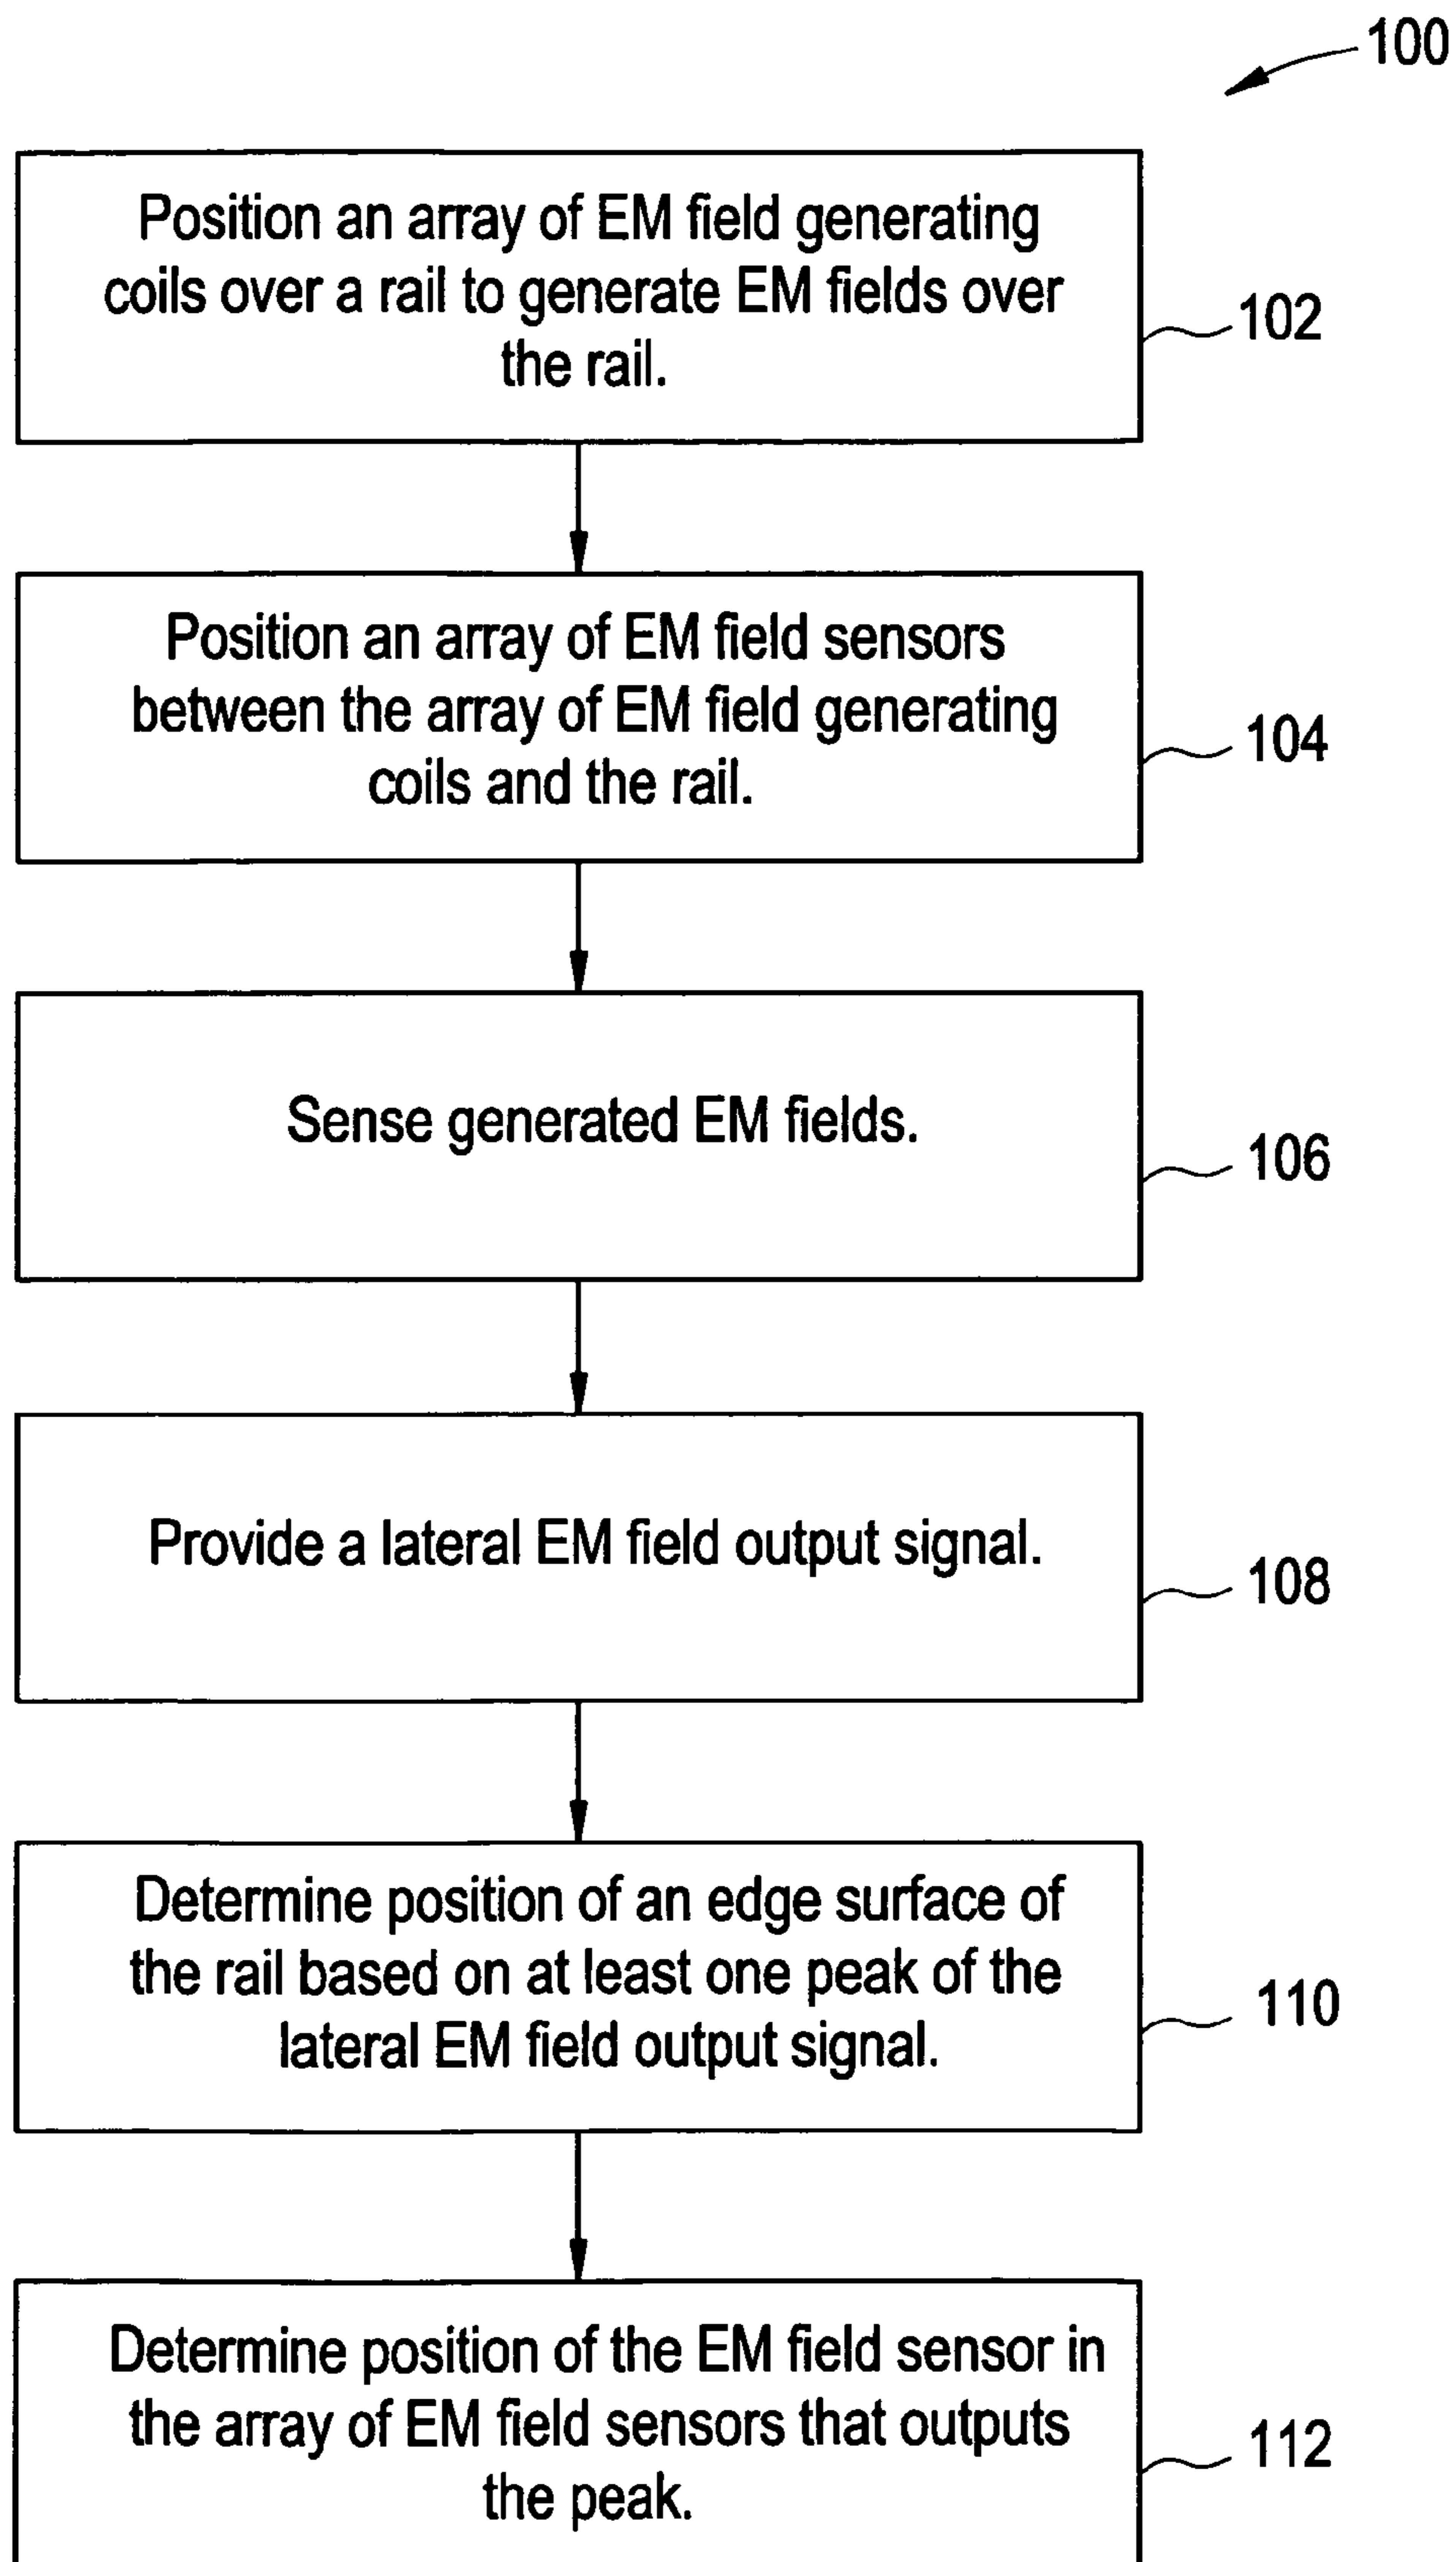 100
Position an array of EM field generating
coils over a rail to generate EM fields over
the rail.
102
Position an array of EM field sensors
between the array of EM field generating
coils and the rail.
104
Sense generated EM fields.
106
Provide a lateral EM field output signal.
108
Determine position of an edge surface of
the rail based on at least one peak of the
lateral EM field output signal.
110
Determine position of the EM field sensor in
the array of EM field sensors that outputs
the peak.
112